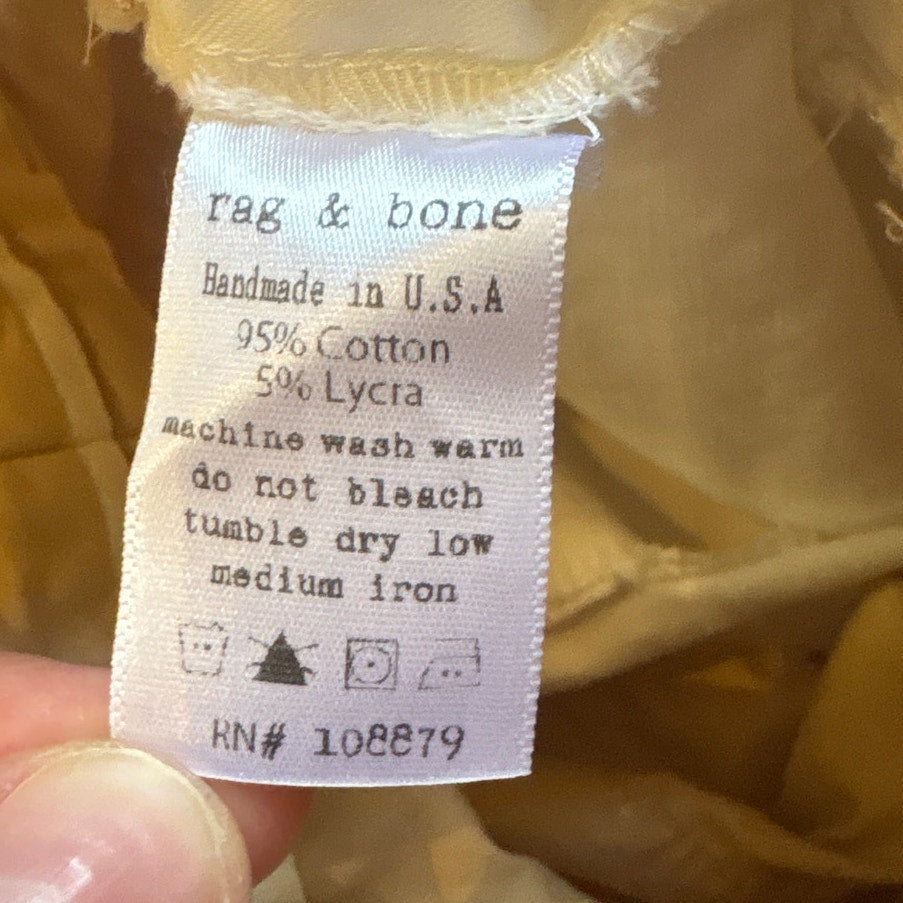 rag & bone
Handmade in U.S.A
95% Cotton
5% Lycra
machine wash warm
do not bleach
tumble dry low
medium iron
RN# 108879